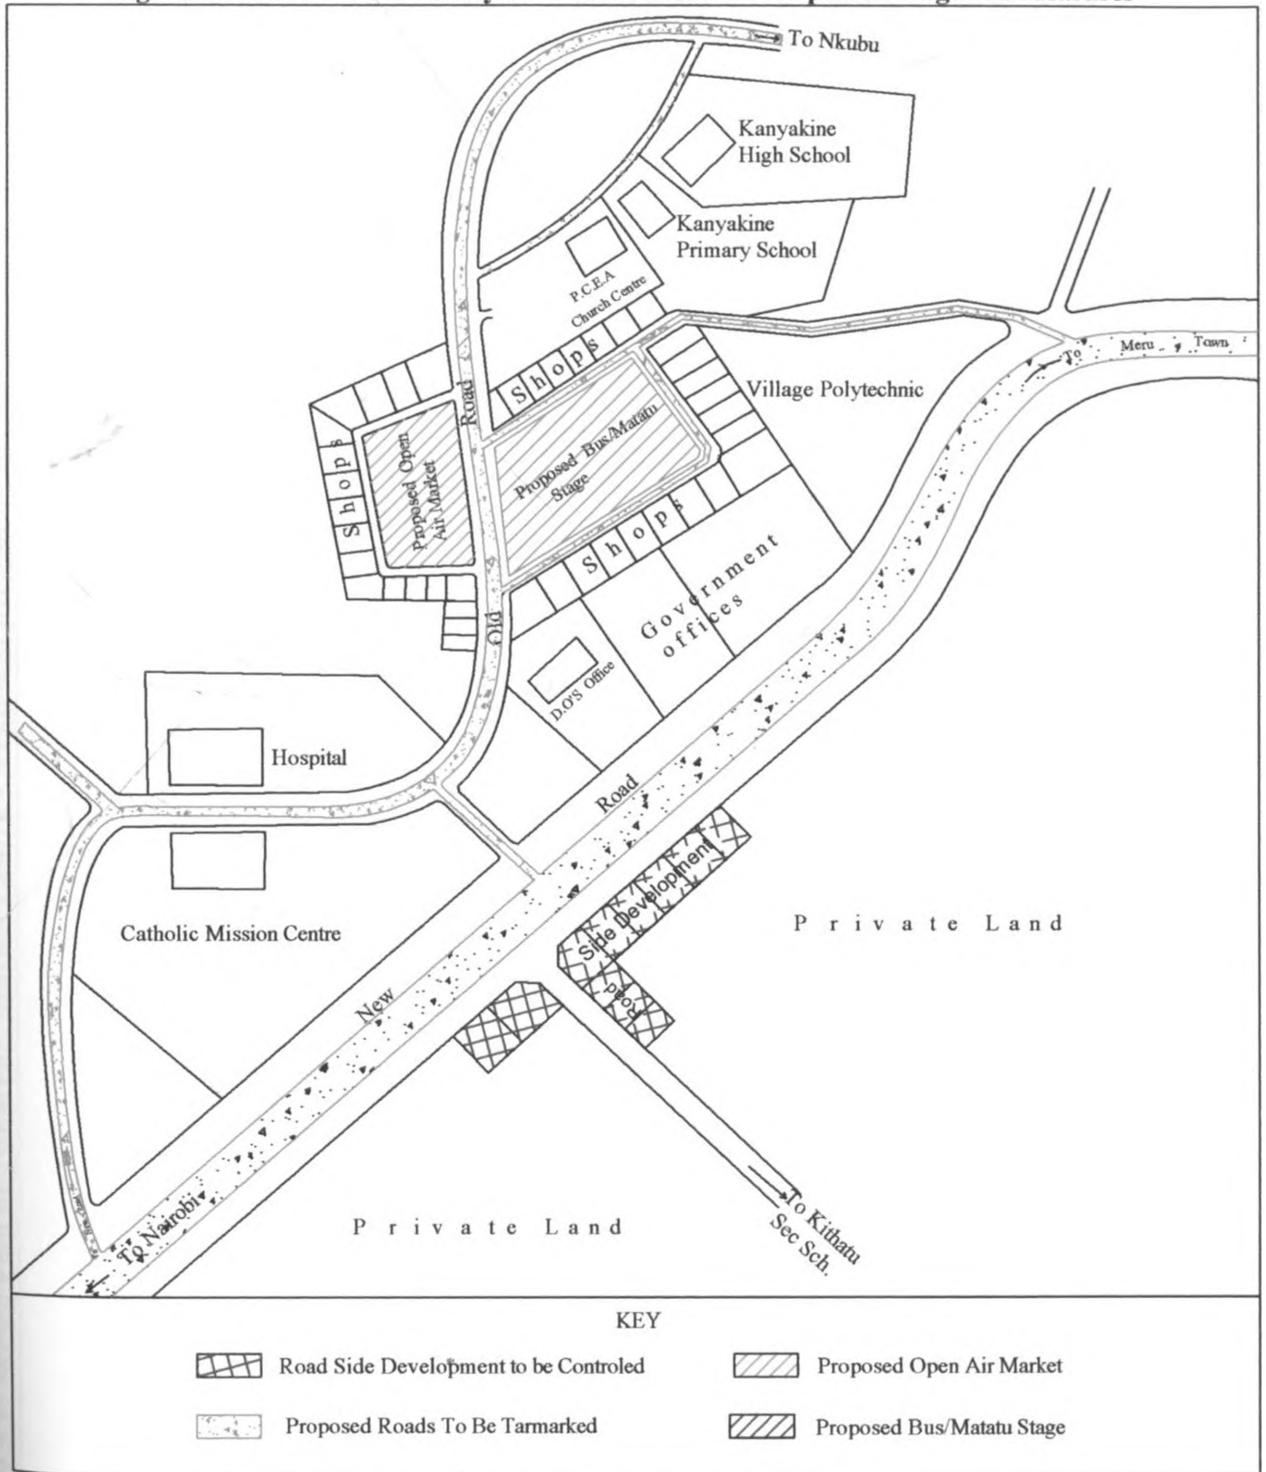 To Nkubu
Kanyakine
High School
Kanyakine
Primary School
P.C.E.A
Church Centre
Shops
To Meru Town
Village Polytechnic
Road
Proposed Bus/Matatu
Stage
Proposed Open
Air Market
Shops
Shops
Old
Government
offices
D.O'S Office
Hospital
Road
Side Development
Road
Private Land
Catholic Mission Centre
New
To Nairobi
Private Land
To Kithatu
Sec Sch.
KEY
Road Side Development to be Controled
Proposed Open Air Market
Proposed Roads To Be Tarmarked
Proposed Bus/Matatu Stage